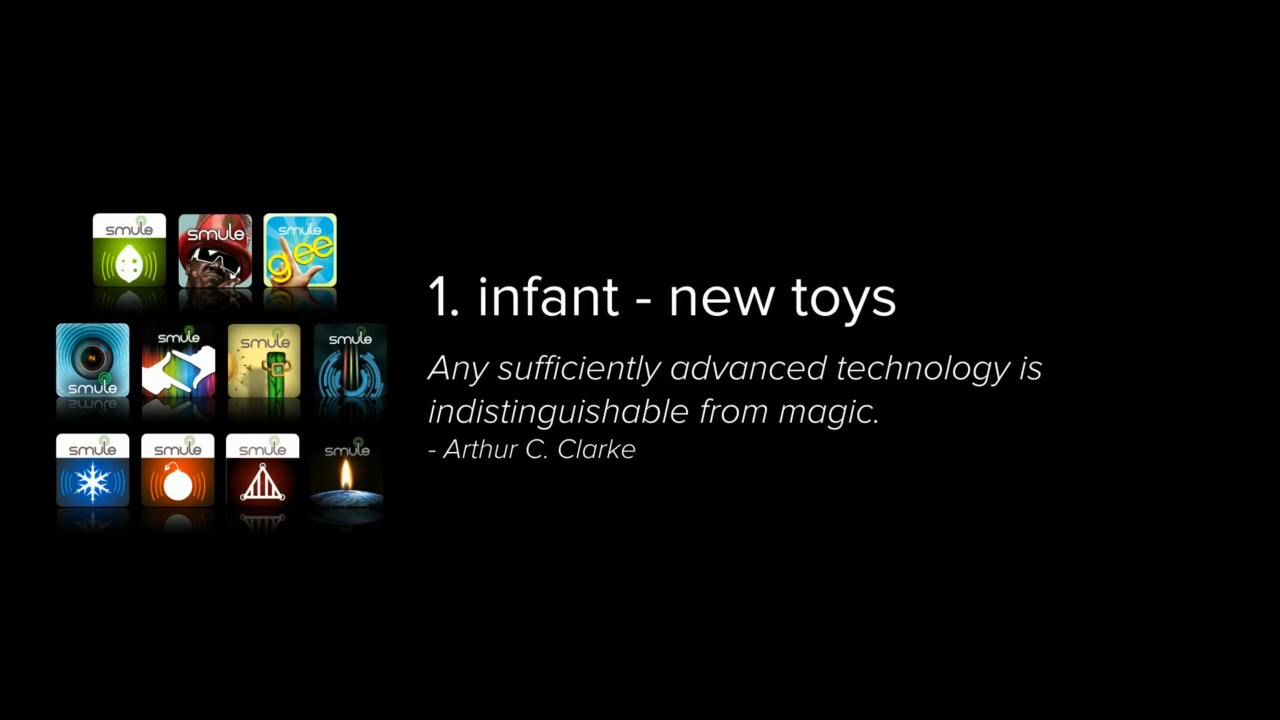 smule smule smule
glee
smule smule smule smule
smule smule smule smule
1. infant - new toys
Any sufficiently advanced technology is
indistinguishable from magic.
- Arthur C. Clarke